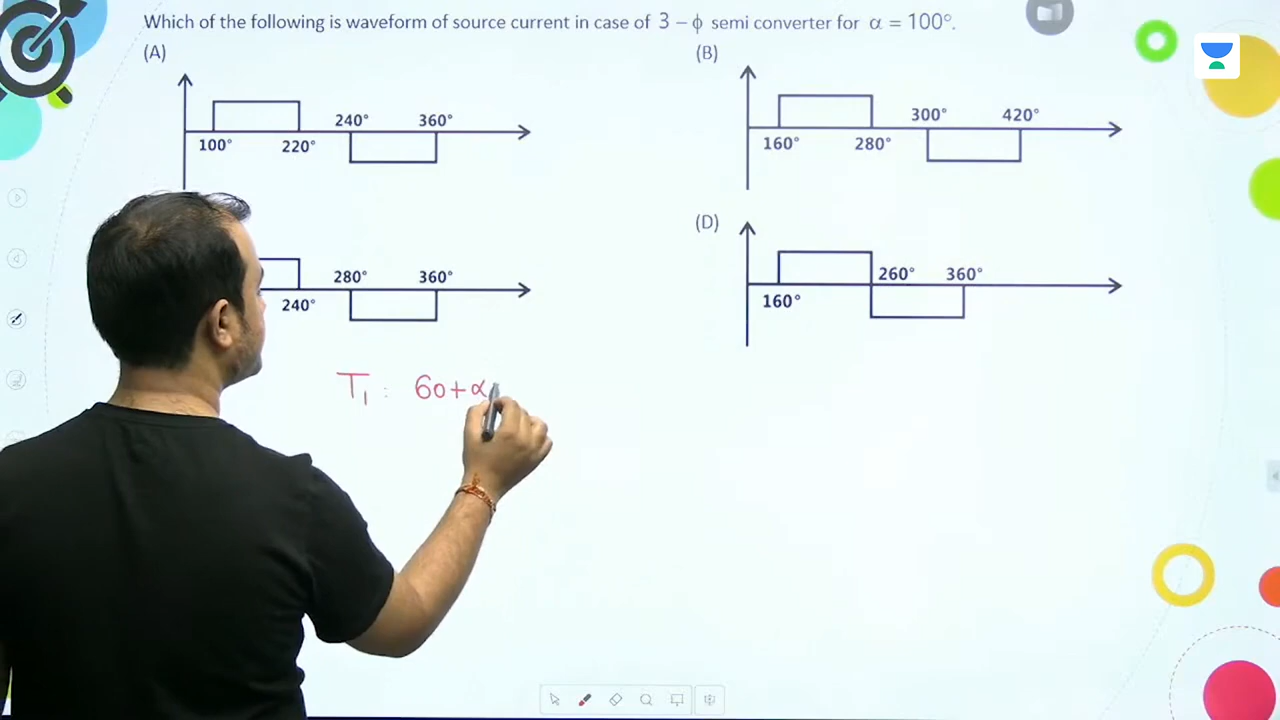 Which of the following is waveform of source current in case of 3 – ϕ semi converter for α = 100°.
(A)
240° 360°
100° 220°
(B)
300° 420°
160° 280°
280° 360°
240°
(D)
260° 360°
160°
T₁ : 60+α